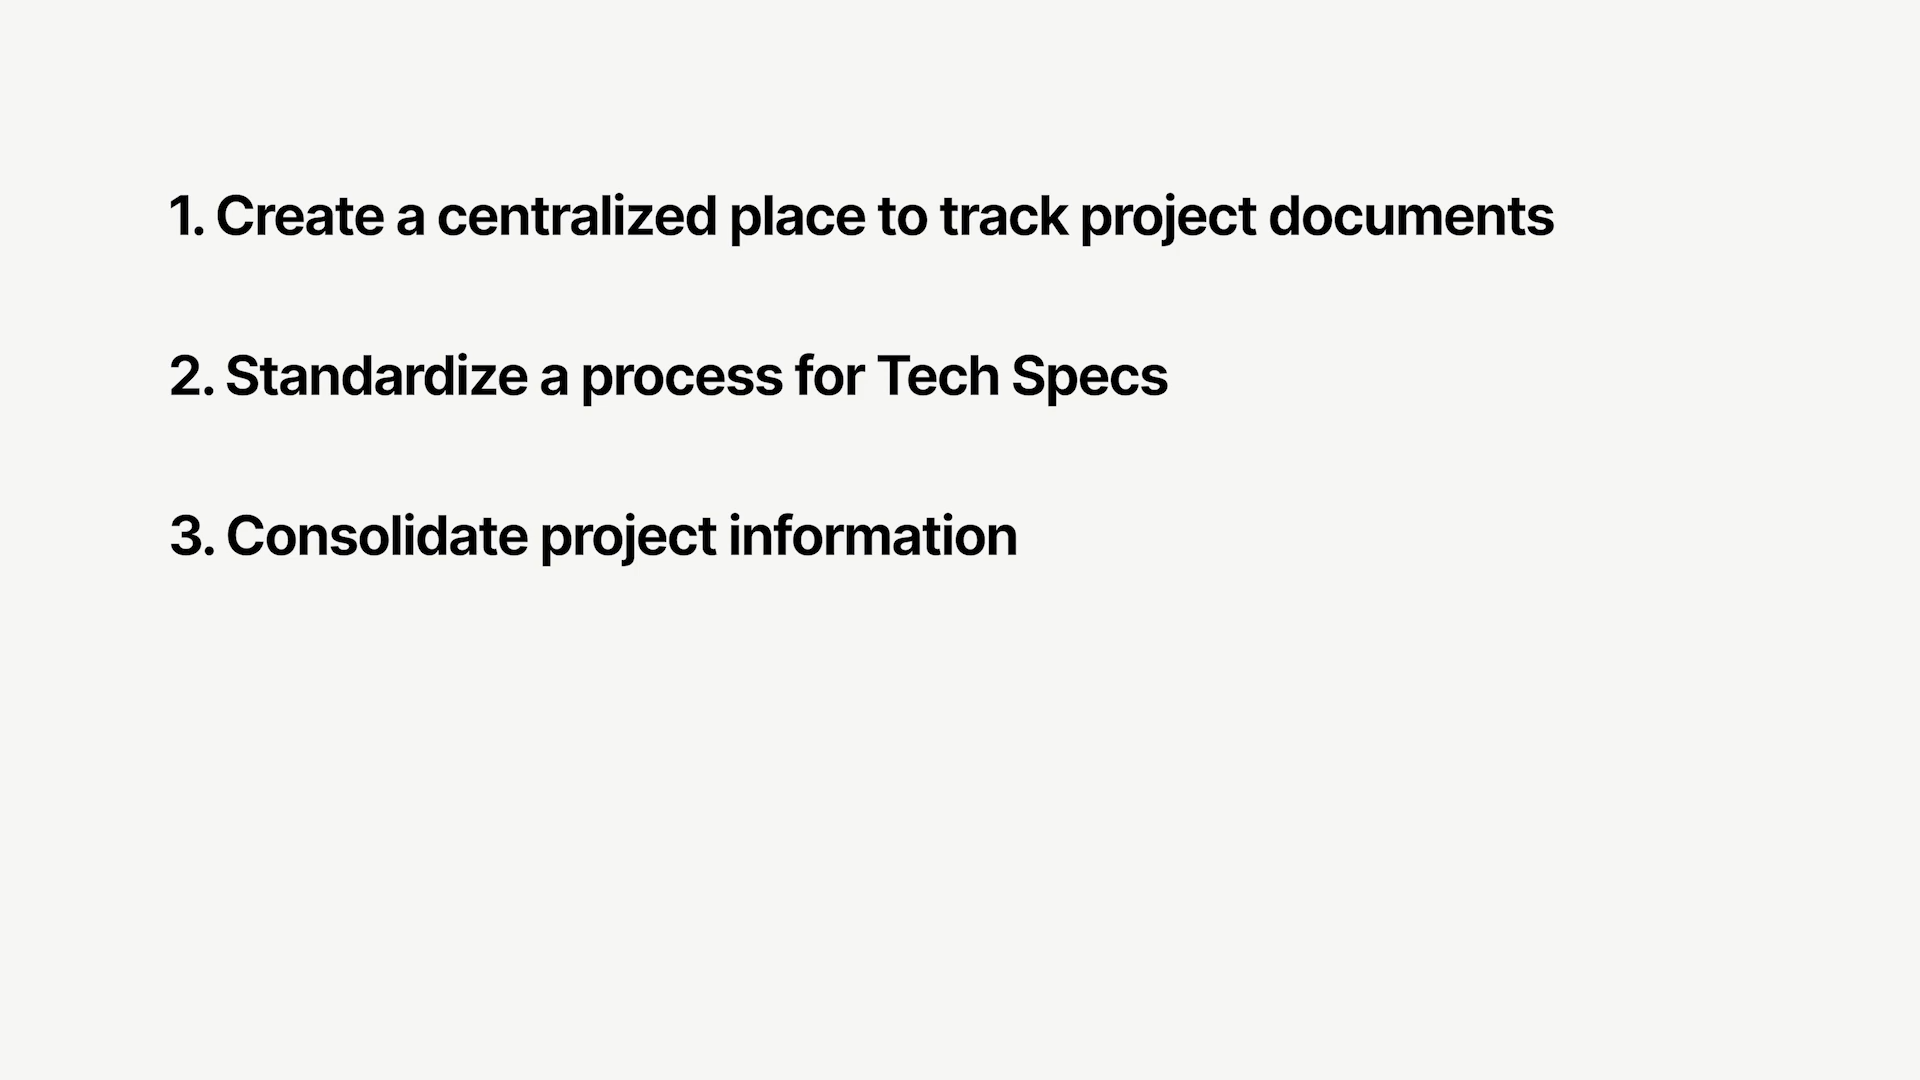 1. Create a centralized place to track project documents
2. Standardize a process for Tech Specs
3. Consolidate project information